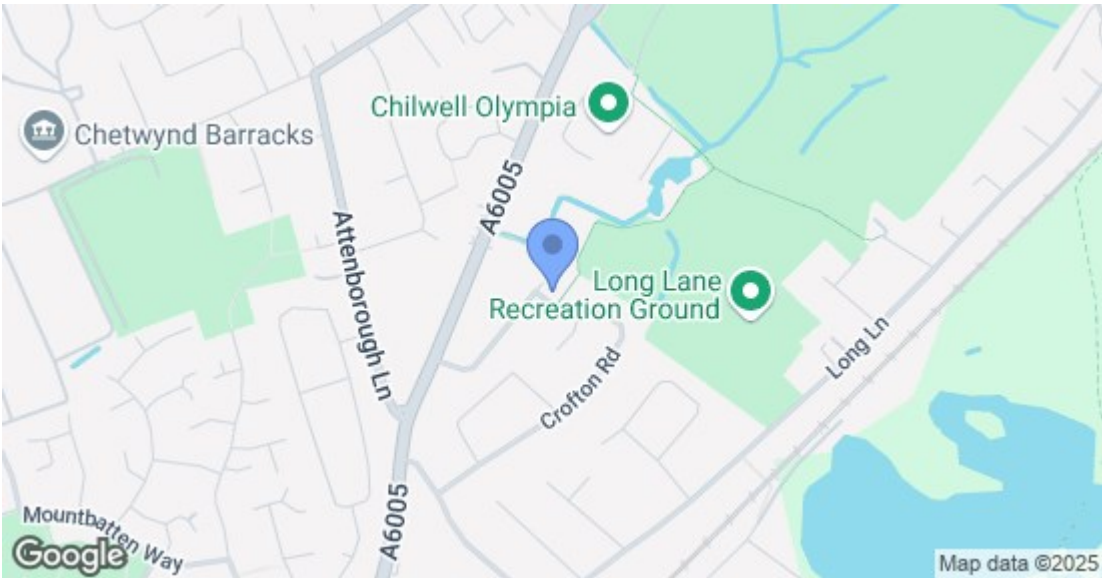 Chilwell Olympia
Chetwynd Barracks
A6005
Attenborough Ln
Long Lane
Recreation Ground
Long Ln
Crofton Rd
A6005
Mountbatten Way
Google
Map data ©2025